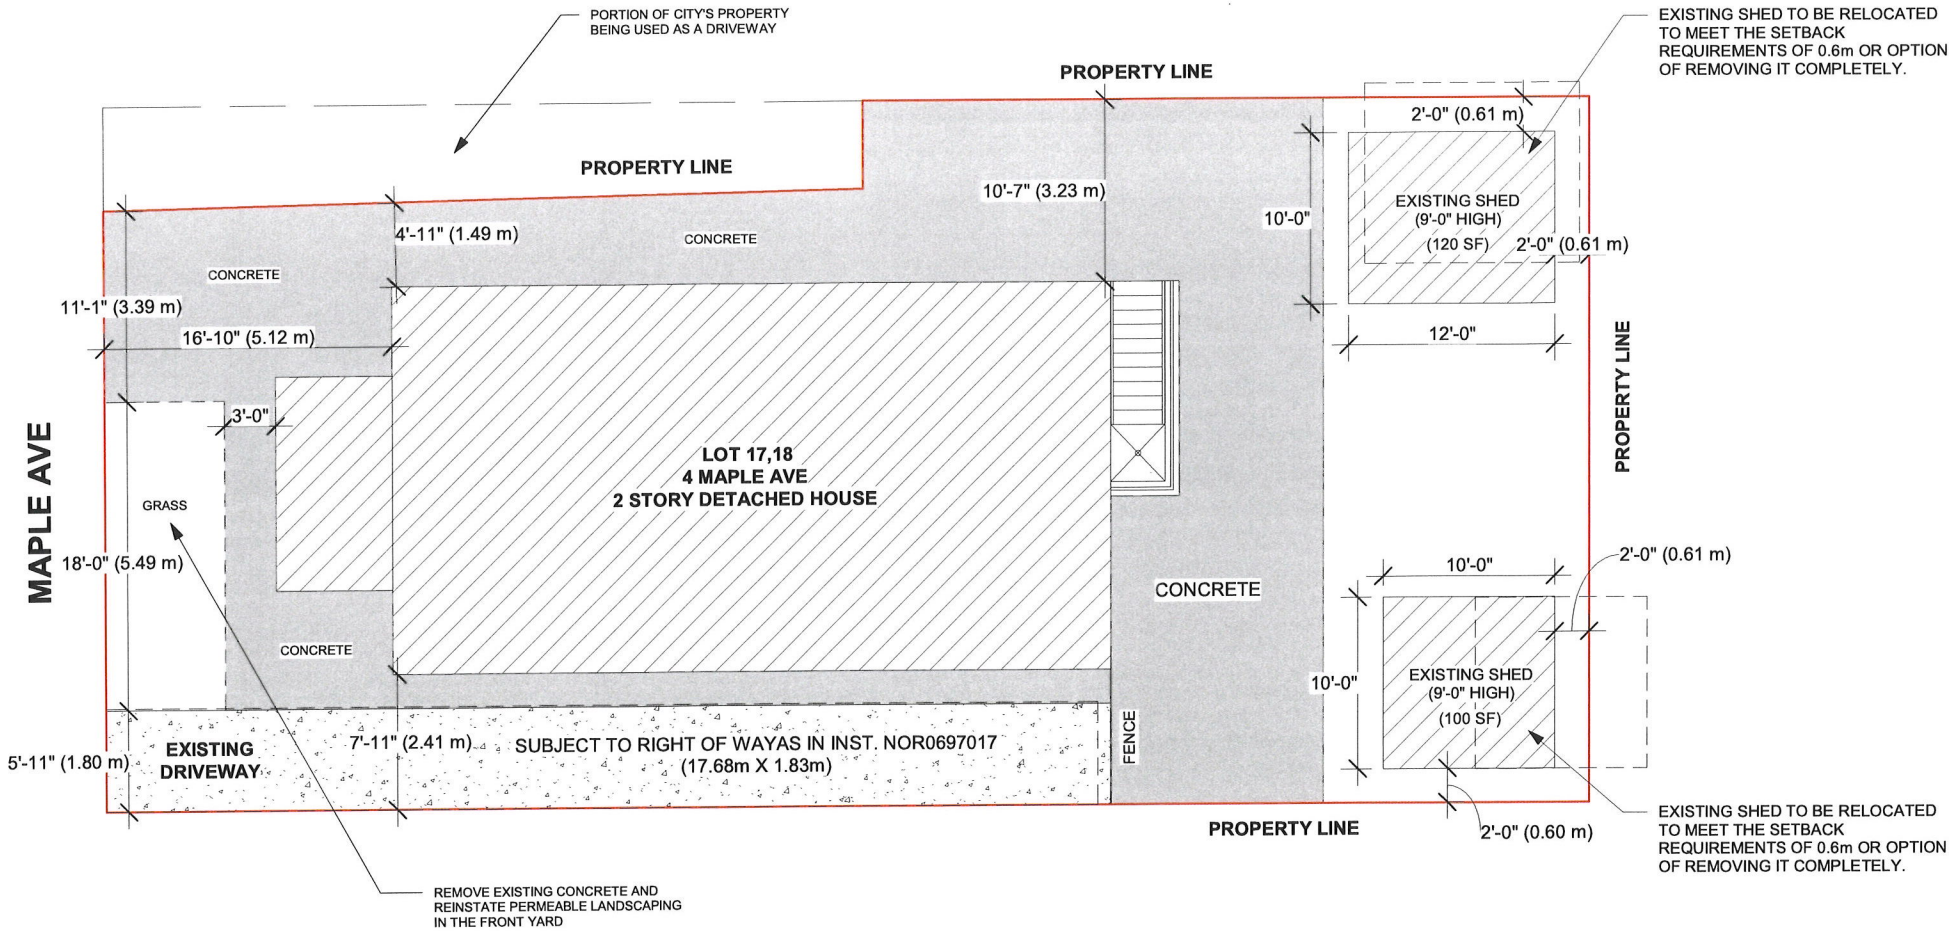 PORTION OF CITY'S PROPERTY
BEING USED AS A DRIVEWAY
EXISTING SHED TO BE RELOCATED
TO MEET THE SETBACK
REQUIREMENTS OF 0.6m OR OPTION
OF REMOVING IT COMPLETELY.
PROPERTY LINE
2'-0" (0.61 m)
PROPERTY LINE
10'-7" (3.23 m)
10'-0"
EXISTING SHED
(9'-0" HIGH)
(120 SF)
2'-0" (0.61 m)
4'-11" (1.49 m)
CONCRETE
CONCRETE
11'-1" (3.39 m)
16'-10" (5.12 m)
12'-0"
PROPERTY LINE
3'-0"
MAPLE AVE
LOT 17,18
4 MAPLE AVE
2 STORY DETACHED HOUSE
GRASS
18'-0" (5.49 m)
2'-0" (0.61 m)
10'-0"
CONCRETE
CONCRETE
10'-0"
EXISTING SHED
(9'-0" HIGH)
(100 SF)
FENCE
5'-11" (1.80 m)
EXISTING
DRIVEWAY
7'-11" (2.41 m)
SUBJECT TO RIGHT OF WAYAS IN INST. NOR0697017
(17.68m X 1.83m)
PROPERTY LINE
2'-0" (0.60 m)
EXISTING SHED TO BE RELOCATED
TO MEET THE SETBACK
REQUIREMENTS OF 0.6m OR OPTION
OF REMOVING IT COMPLETELY.
REMOVE EXISTING CONCRETE AND
REINSTATE PERMEABLE LANDSCAPING
IN THE FRONT YARD